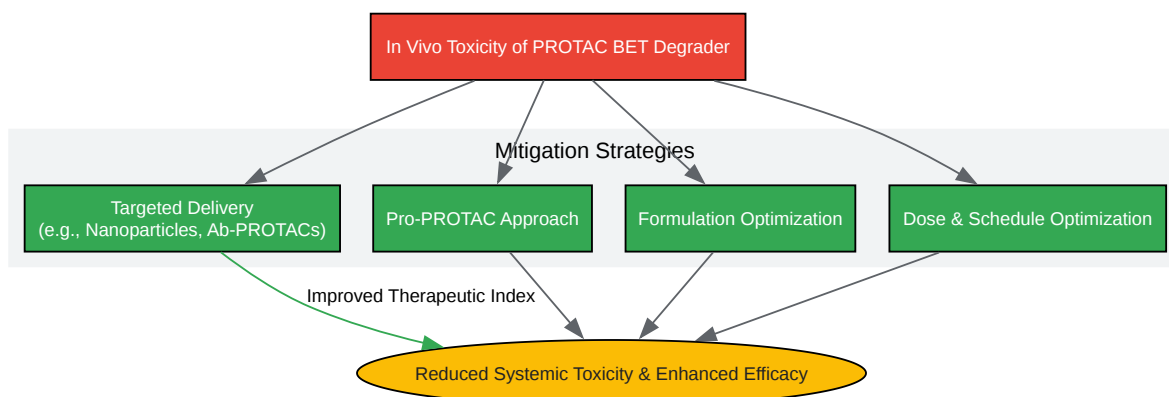 In Vivo Toxicity of PROTAC BET Degrader
Mitigation Strategies
Targeted Delivery
(e.g., Nanoparticles, Ab-PROTACs)
Pro-PROTAC Approach
Formulation Optimization
Dose & Schedule Optimization
Improved Therapeutic Index
Reduced Systemic Toxicity & Enhanced Efficacy